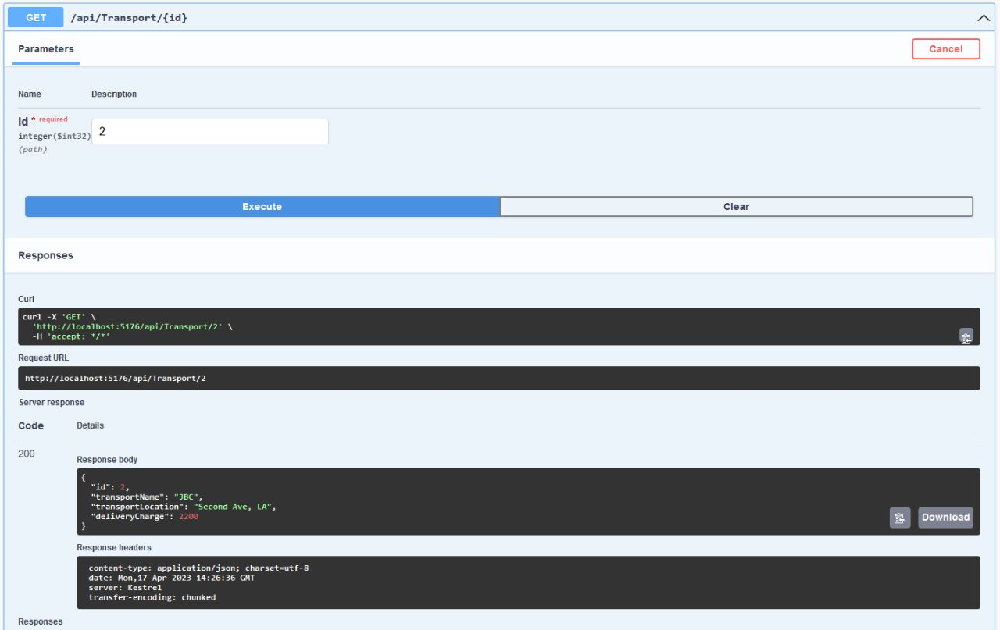 GET /api/Transport/{id}
Parameters
Cancel
Name Description
id * required
integer($int32)
(path)
2
Execute
Clear
Responses
Curl
curl -X 'GET' \
'http://localhost:5176/api/Transport/2' \
-H 'accept: */*'
Request URL
http://localhost:5176/api/Transport/2
Server response
Code Details
200
Response body
{
"id": 2,
"transportName": "JBC",
"transportLocation": "Second Ave, LA",
"deliveryCharge": 2200
}
Download
Response headers
content-type: application/json; charset=utf-8
date: Mon,17 Apr 2023 14:26:36 GMT
server: Kestrel
transfer-encoding: chunked
Responses